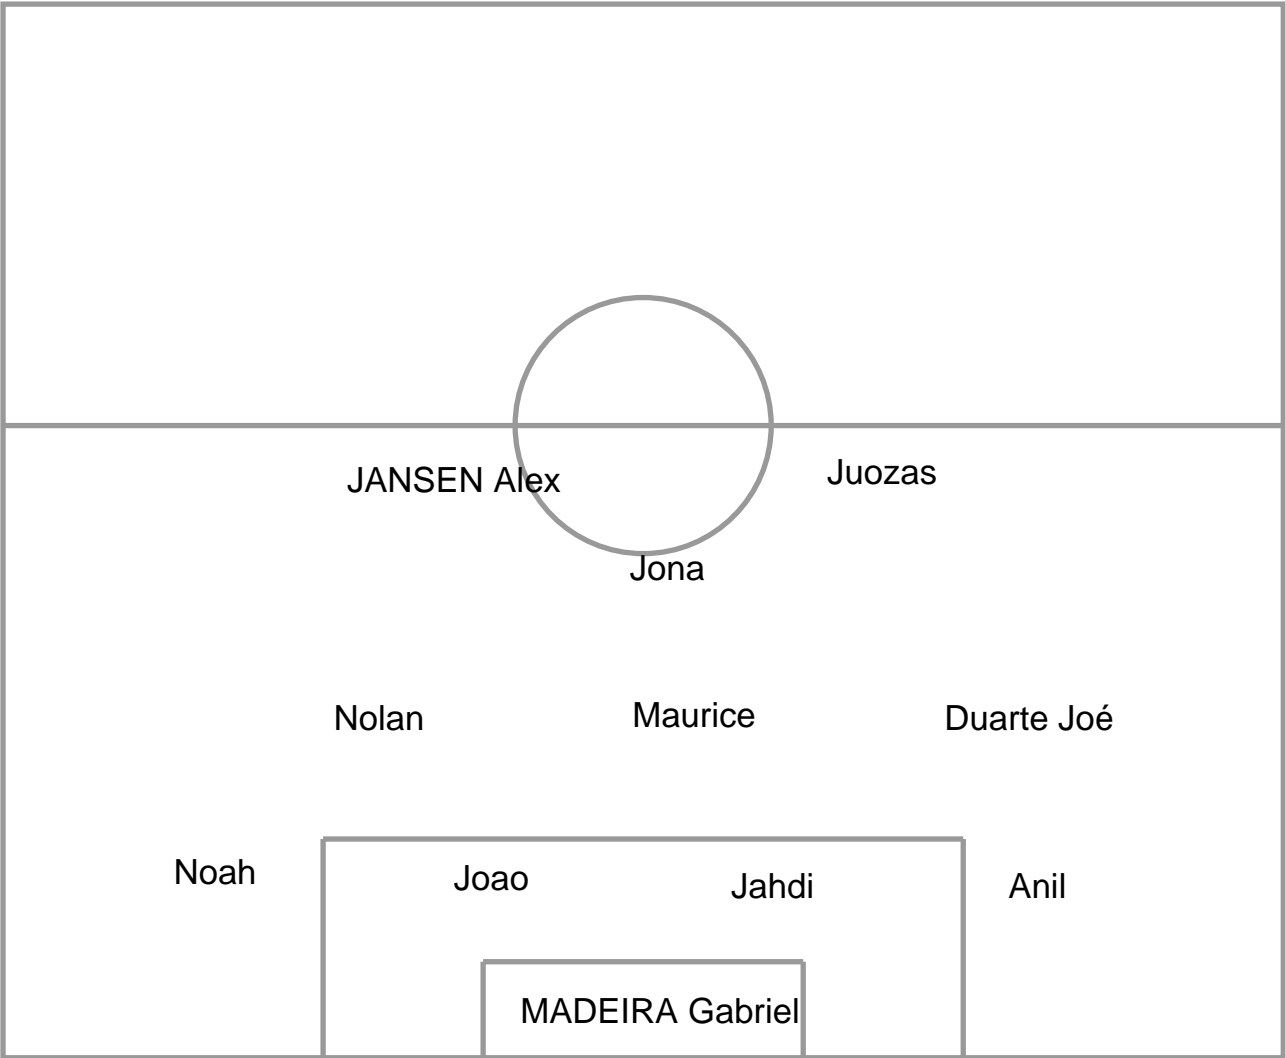 JANSEN Alex
Juozas
Jona
Nolan
Maurice
Duarte Joé
Noah
Joao
Jahdi
Anil
MADEIRA Gabriel